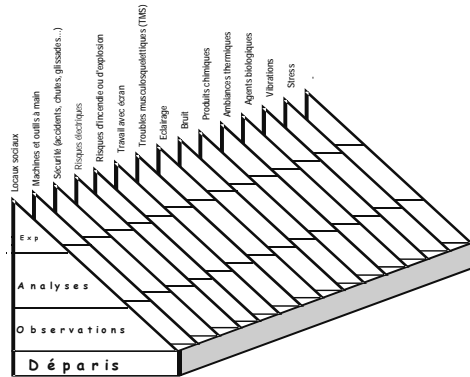 Locaux sociaux
Machines et outils à main
Sécurité (accidents, chutes, glissades...)
Risques électriques
Risques d'incendie ou d'explosion
Travail avec écran
Troubles musculosquelettiques (TMS)
Eclairage
Bruit
Produits chimiques
Ambiances thermiques
Agents biologiques
Vibrations
Stress
.
Exp
Analyses
Observations
Déparis